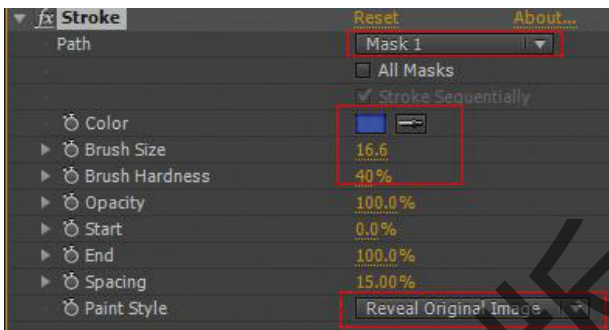 fx Stroke Reset About...
Path Mask 1
All Masks
Stroke Sequentially
Color
Brush Size 16.6
Brush Hardness 40%
Opacity 100.0%
Start 0.0%
End 100.0%
Spacing 15.00%
Paint Style Reveal Original Image